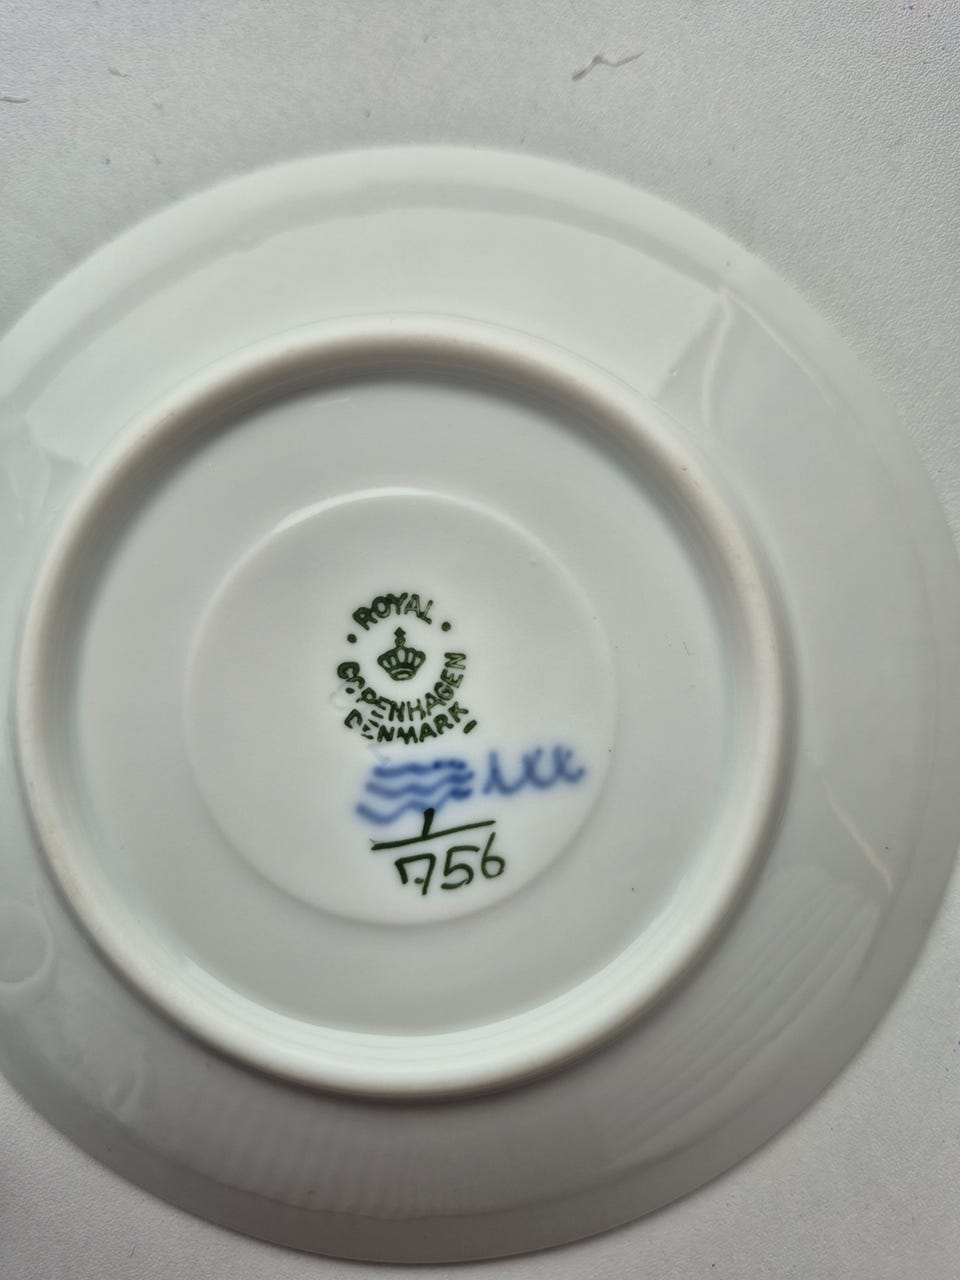 ROYAL
COPENHAGEN
DENMARK
1
756